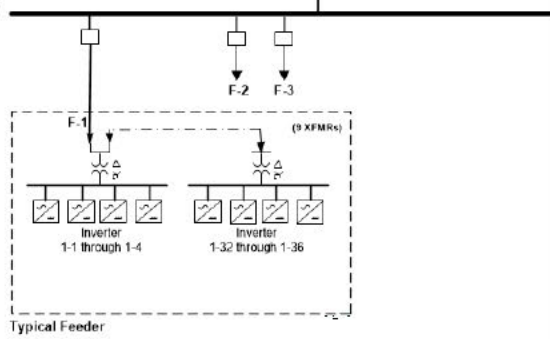 F-2
F-3
F-1
(9 XFMRs)
Δ
Δ
Inverter
1-1 through 1-4
Inverter
1-32 through 1-36
Typical Feeder